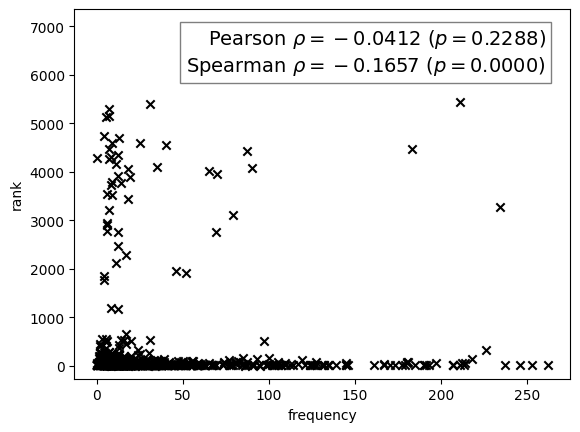 Pearson ρ = −0.0412 (p = 0.2288)
Spearman ρ = −0.1657 (p = 0.0000)
7000
6000
5000
4000
3000
2000
1000
0
rank
0 50 100 150 200 250
frequency